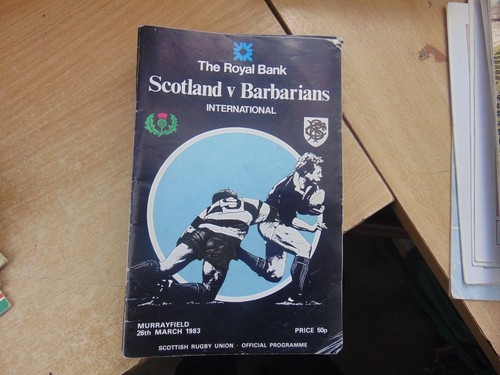 The Royal Bank
Scotland v Barbarians
INTERNATIONAL
MURRAYFIELD
26th MARCH 1983
PRICE 50p
SCOTTISH RUGBY UNION · OFFICIAL PROGRAMME